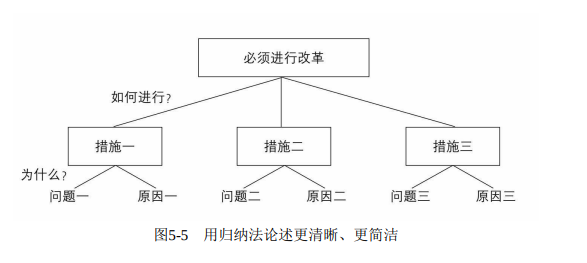 必须进行改革
如何进行?
措施一 措施二 措施三
为什么?
问题一 原因一 问题二 原因二 问题三 原因三
图5-5 用归纳法论述更清晰、更简洁